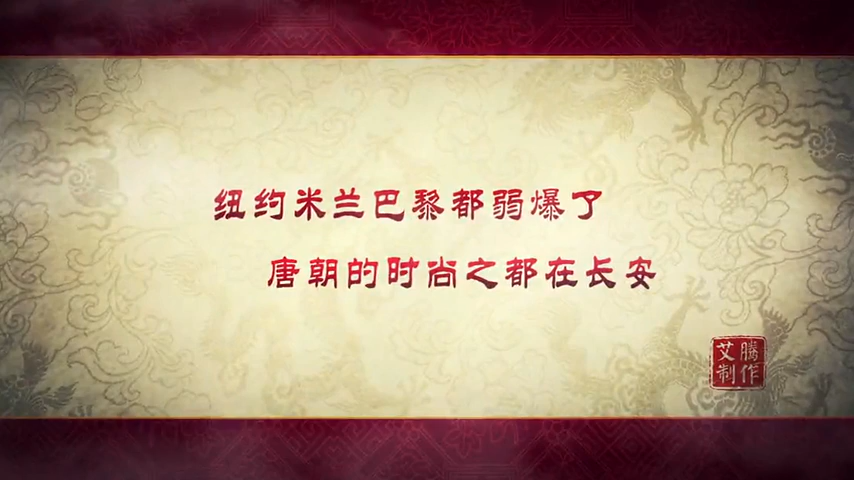 纽约米兰巴黎都弱爆了
唐朝的时尚之都在长安
艾腾
制作